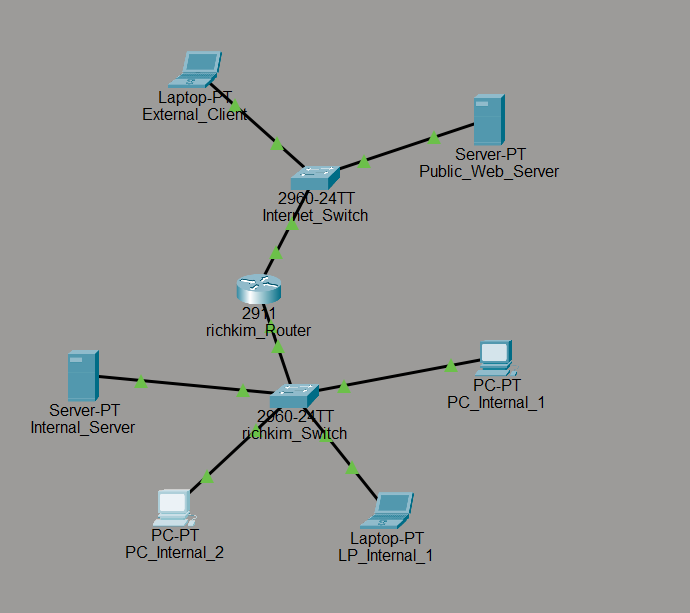 Laptop-PT
External_Client
Server-PT
Public_Web_Server
2960-24TT
Internet_Switch
2911
richkim_Router
Server-PT
Internal_Server
2960-24TT
richkim_Switch
PC-PT
PC_Internal_1
PC-PT
PC_Internal_2
Laptop-PT
LP_Internal_1